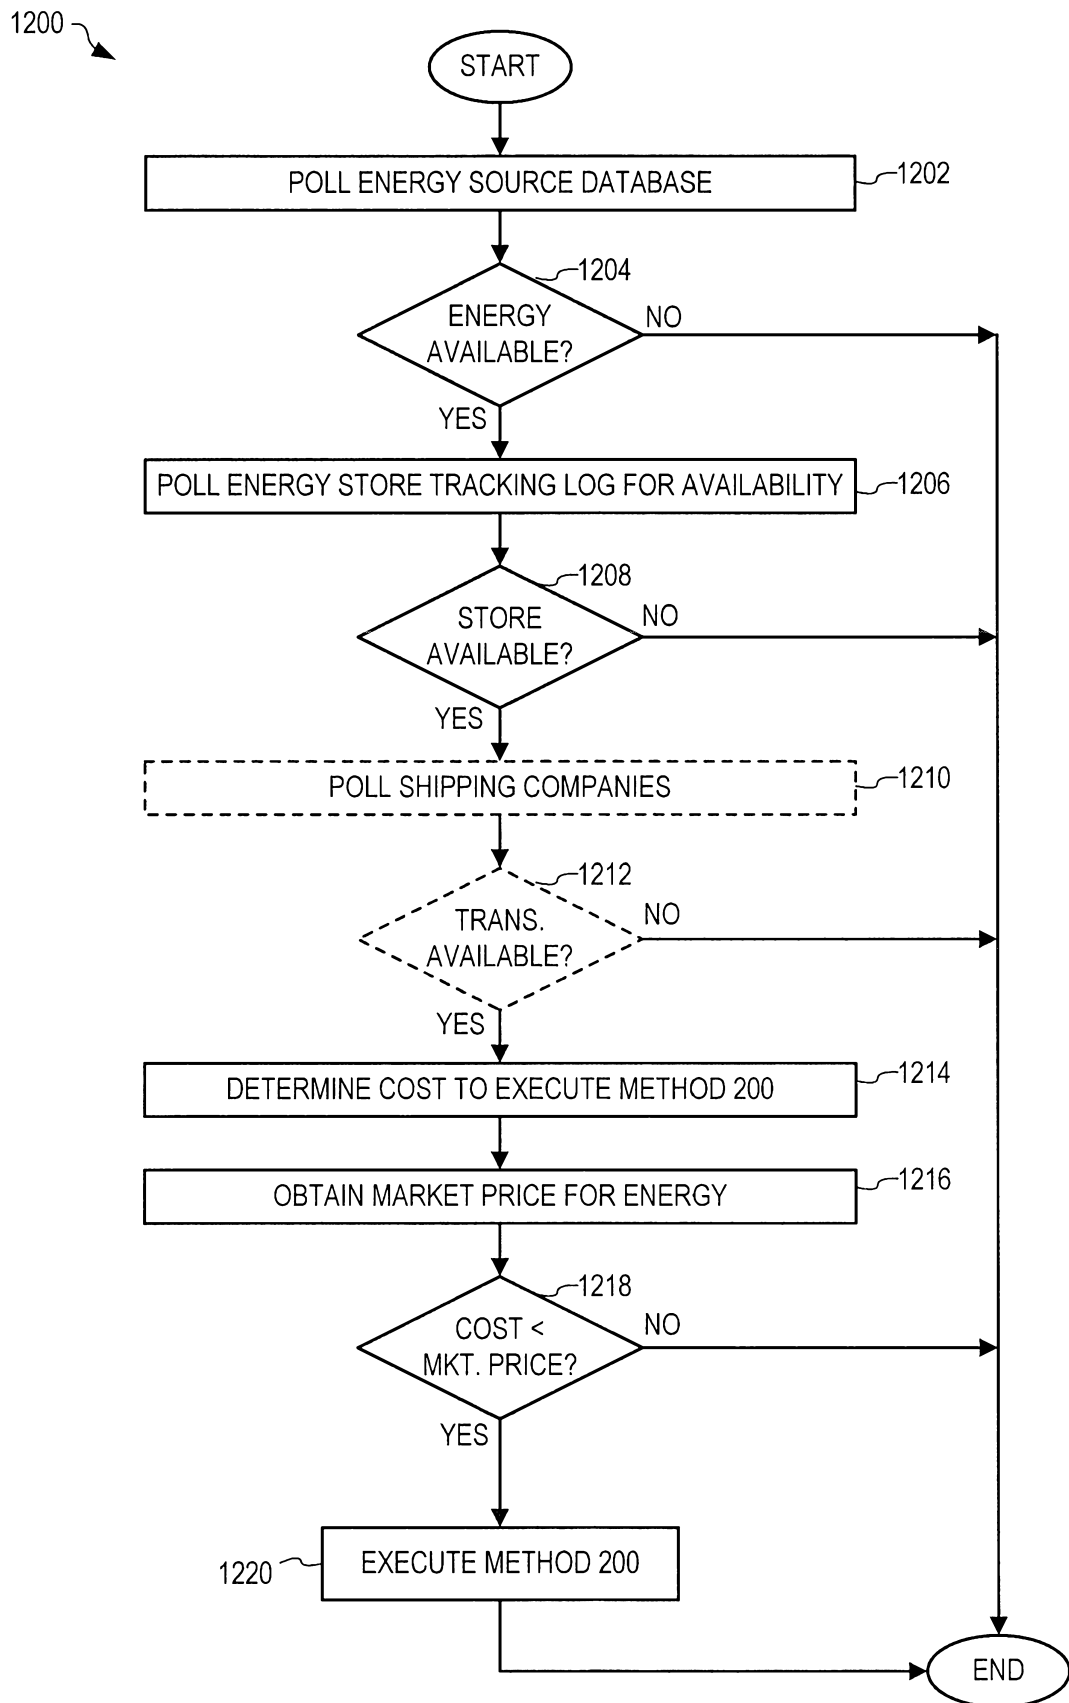 1200
START
POLL ENERGY SOURCE DATABASE
1202
1204
ENERGY
AVAILABLE?
NO
YES
POLL ENERGY STORE TRACKING LOG FOR AVAILABILITY
1206
1208
STORE
AVAILABLE?
NO
YES
POLL SHIPPING COMPANIES
1210
1212
TRANS.
AVAILABLE?
NO
YES
DETERMINE COST TO EXECUTE METHOD 200
1214
OBTAIN MARKET PRICE FOR ENERGY
1216
1218
COST <
MKT. PRICE?
NO
YES
1220
EXECUTE METHOD 200
END